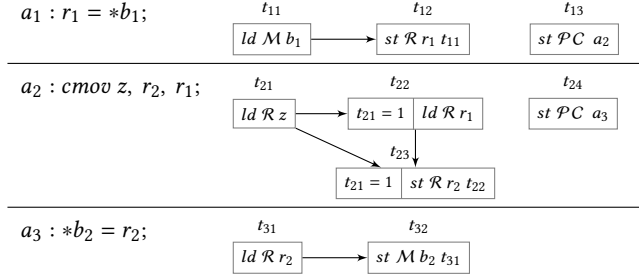 t₁₁ t₁₂ t₁₃
a₁ : r₁ = *b₁; ld ℳ b₁ st ℛ r₁ t₁₁ st 𝒫𝒞 a₂
t₂₁ t₂₂ t₂₄
a₂ : cmov z, r₂, r₁; ld ℛ z t₂₁ = 1 ld ℛ r₁ st 𝒫𝒞 a₃
t₂₃
t₂₁ = 1 st ℛ r₂ t₂₂
t₃₁ t₃₂
a₃ : *b₂ = r₂; ld ℛ r₂ st ℳ b₂ t₃₁